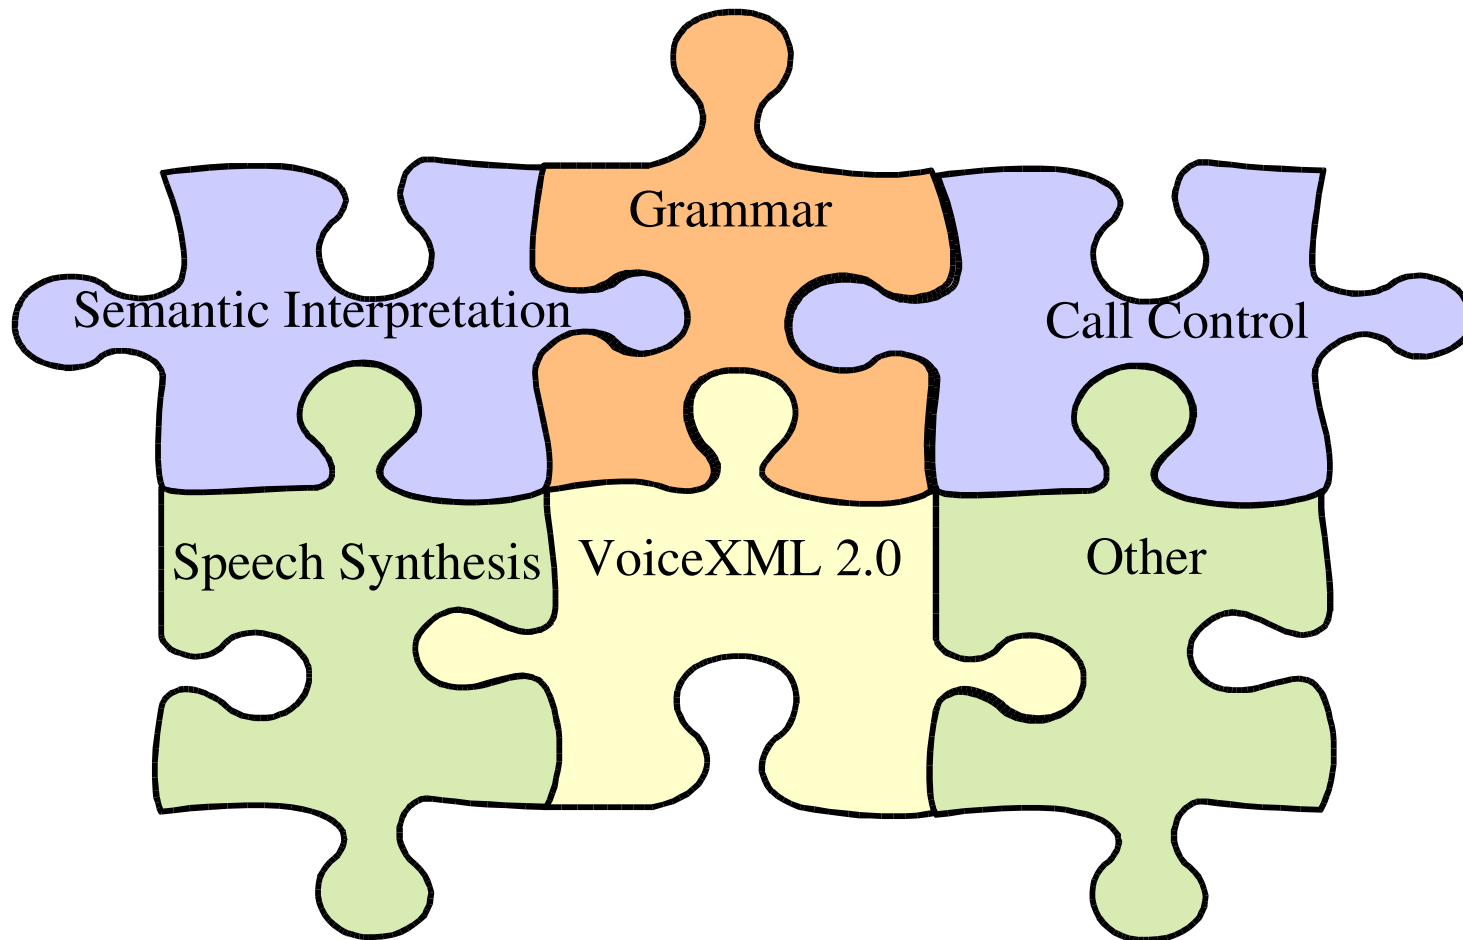 Grammar
Semantic Interpretation
Call Control
Speech Synthesis
VoiceXML 2.0
Other